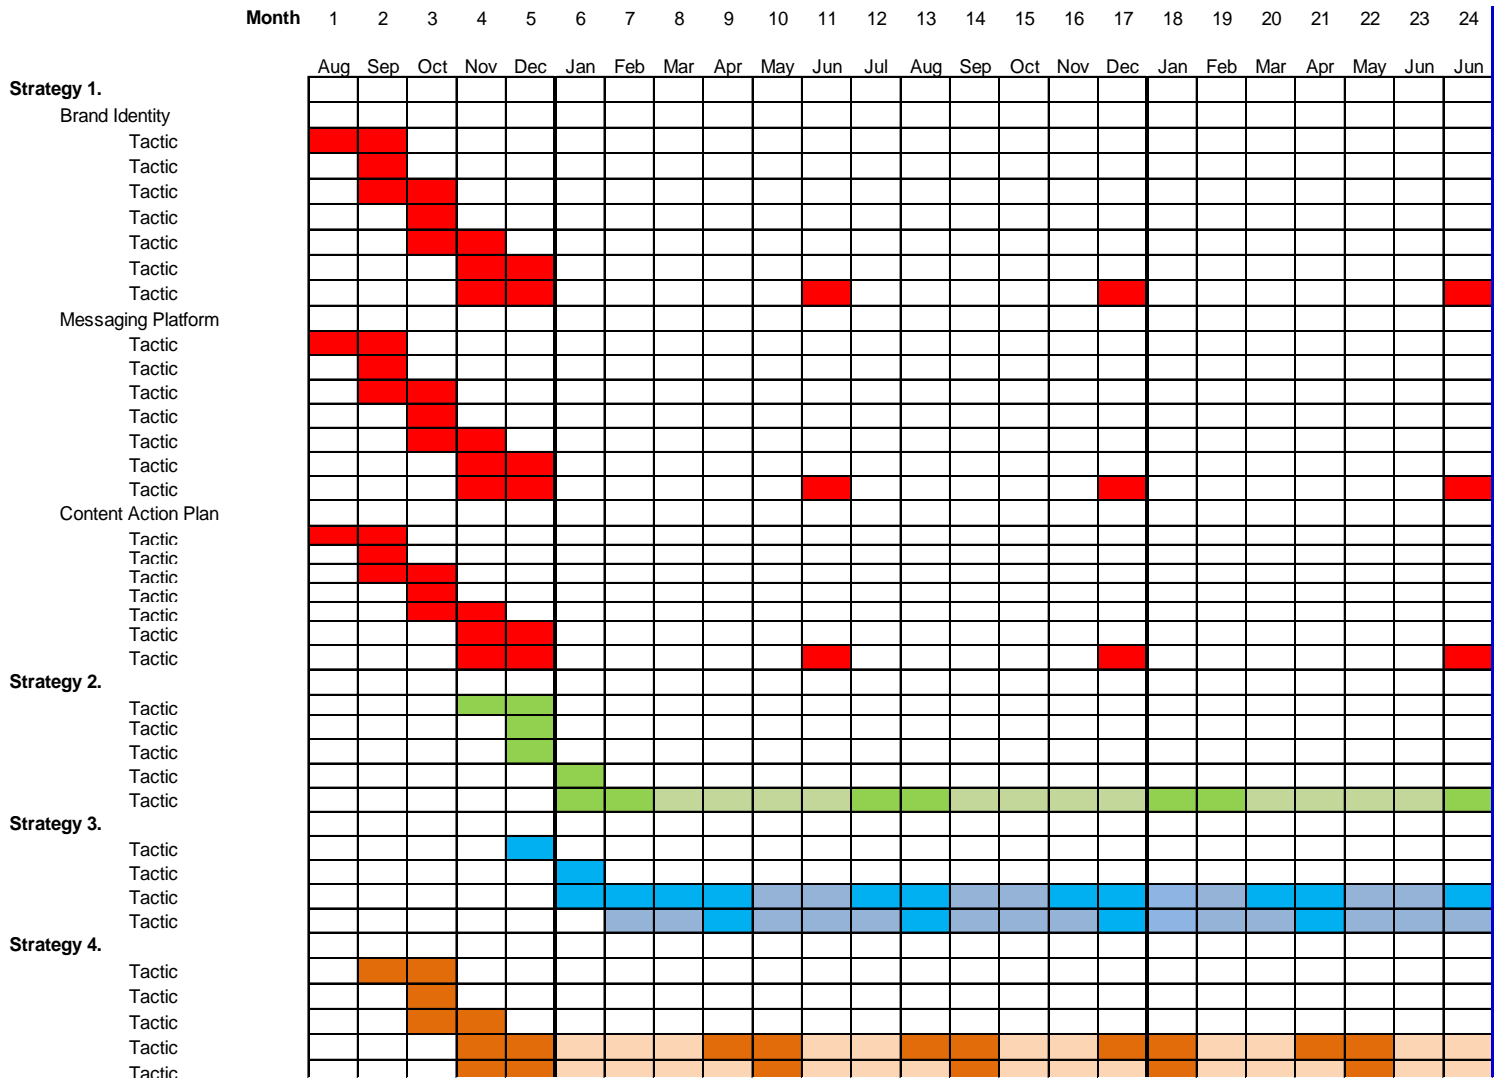 Month 1 2 3 4 5 6 7 8 9 10 11 12 13 14 15 16 17 18 19 20 21 22 23 24
Aug Sep Oct Nov Dec Jan Feb Mar Apr May Jun Jul Aug Sep Oct Nov Dec Jan Feb Mar Apr May Jun Jun
Strategy 1.
Brand Identity
Tactic
Tactic
Tactic
Tactic
Tactic
Tactic
Tactic
Messaging Platform
Tactic
Tactic
Tactic
Tactic
Tactic
Tactic
Tactic
Content Action Plan
Tactic
Tactic
Tactic
Tactic
Tactic
Tactic
Tactic
Strategy 2.
Tactic
Tactic
Tactic
Tactic
Tactic
Strategy 3.
Tactic
Tactic
Tactic
Tactic
Strategy 4.
Tactic
Tactic
Tactic
Tactic
Tactic